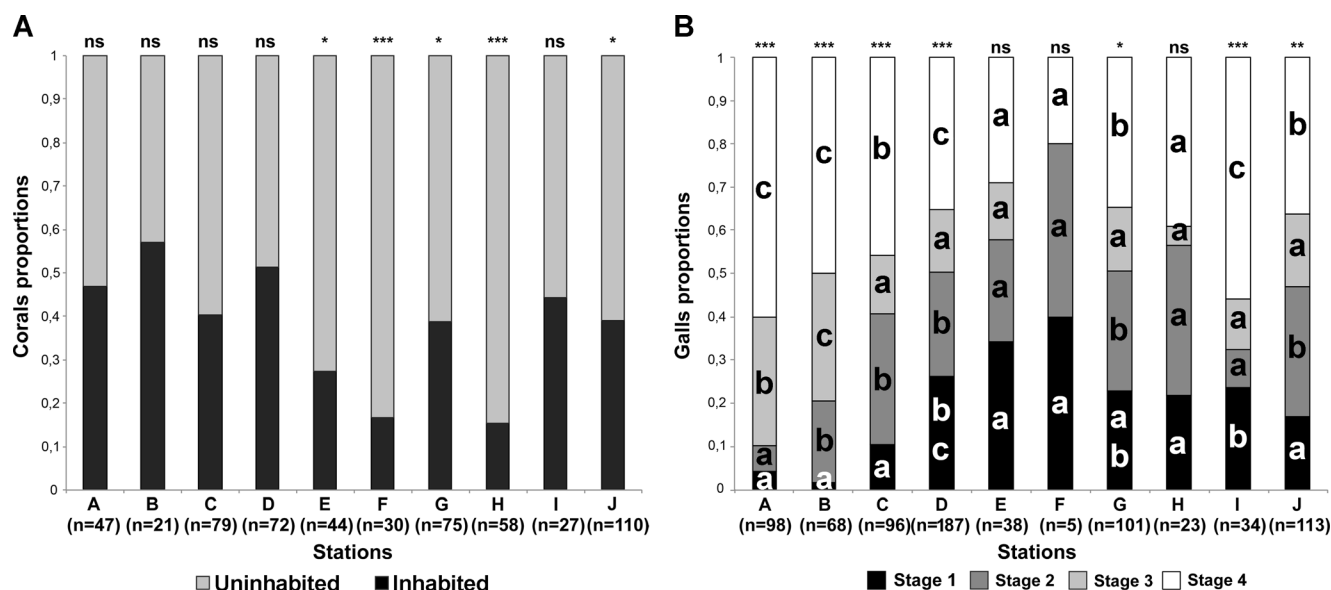 A
ns ns ns ns * *** * *** ns *
1
0,9
0,8
0,7
0,6
0,5
0,4
0,3
0,2
0,1
0
Corals proportions
A B C D E F G H I J
(n=47) (n=21) (n=79) (n=72) (n=44) (n=30) (n=75) (n=58) (n=27) (n=110)
Stations
Uninhabited Inhabited
B
*** *** *** *** ns ns * ns *** **
1
0,9
0,8
0,7
0,6
0,5
0,4
0,3
0,2
0,1
0
Galls proportions
c
b
a
a
c
c
b
a
b
a
b
a
c
a
b
b
c
a
a
a
a
a
a
a
b
a
b
a
b
a
a
a
a
c
a
a
b
b
a
b
a
A B C D E F G H I J
(n=98) (n=68) (n=96) (n=187) (n=38) (n=5) (n=101) (n=23) (n=34) (n=113)
Stations
Stage 1 Stage 2 Stage 3 Stage 4